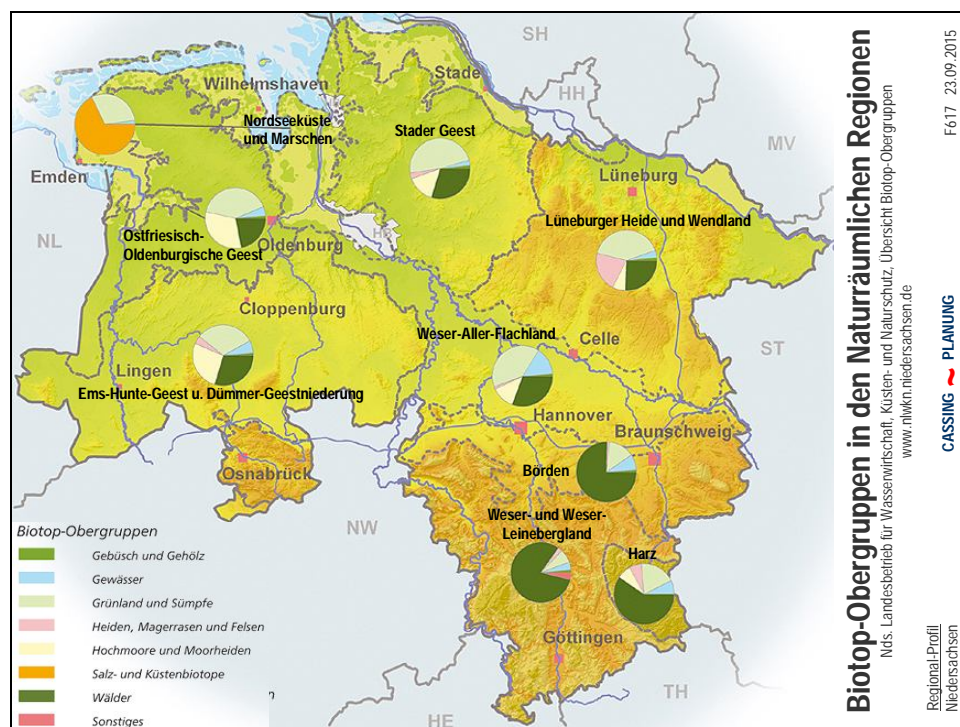 SH
Wilhelmshaven
Stade
HH
Nordseeküste
und Marschen
Stader Geest
MV
Emden
Lüneburg
NL
Ostfriesisch-
Oldenburgische Geest
Oldenburg
HB
Lüneburger Heide und Wendland
Cloppenburg
Weser-Aller-Flachland
Celle
ST
Lingen
Ems-Hunte-Geest u. Dümmer-Geestniederung
Hannover
Braunschweig
Osnabrück
Börden
NW
Weser- und Weser-
Leinebergland
Harz
Göttingen
TH
HE
Biotop-Obergruppen
Gebüsch und Gehölz
Gewässer
Grünland und Sümpfe
Heiden, Magerrasen und Felsen
Hochmoore und Moorheiden
Salz- und Küstenbiotope
Wälder
Sonstiges
Biotop-Obergruppen in den Naturräumlichen Regionen
Nds. Landesbetrieb für Wasserwirtschaft, Küsten- und Naturschutz, Übersicht Biotop-Obergruppen
www.nlwkn.niedersachsen.de
Regional-Profil
Niedersachsen
CASSING ~ PLANUNG
F617 23.09.2015